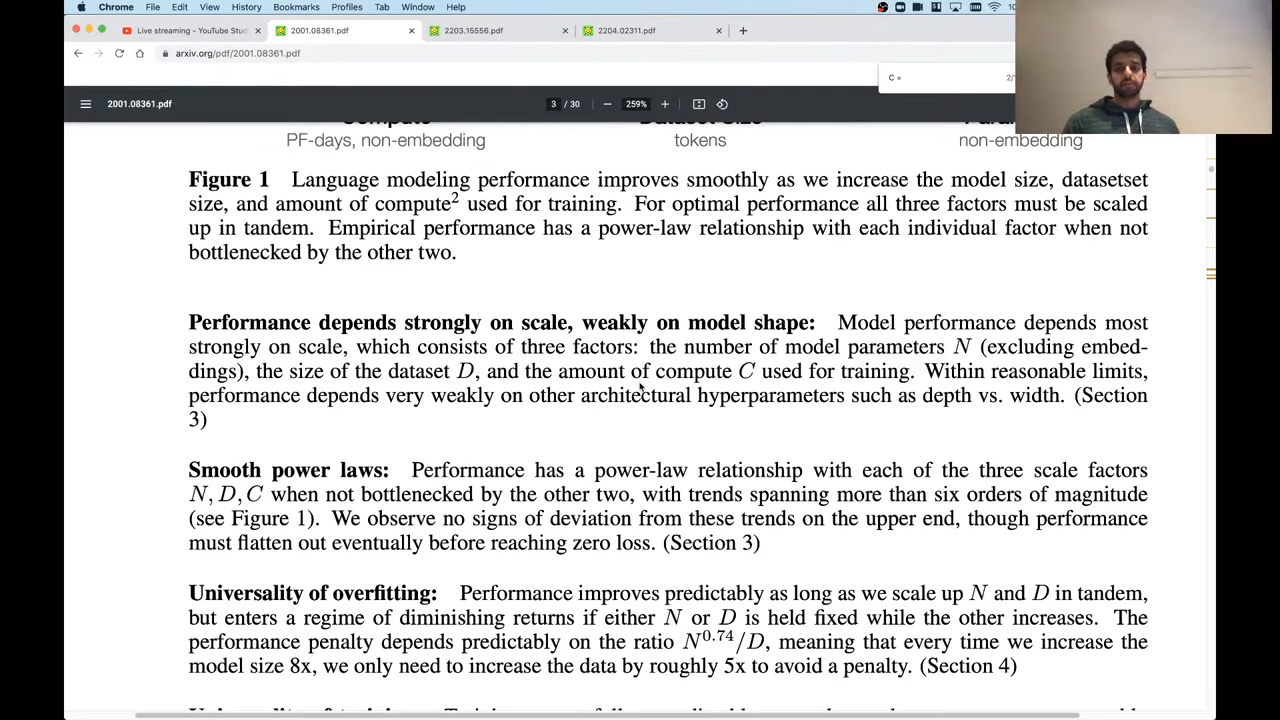 Chrome File Edit View History Bookmarks Profiles Tab Window Help
Live streaming - YouTube Stud 2001.08361.pdf 2203.15556.pdf 2204.02311.pdf
arxiv.org/pdf/2001.08361.pdf
C = 2/
2001.08361.pdf 3 / 30 259%
PF-days, non-embedding tokens non-embedding
Figure 1 Language modeling performance improves smoothly as we increase the model size, datasetset
size, and amount of compute2 used for training. For optimal performance all three factors must be scaled
up in tandem. Empirical performance has a power-law relationship with each individual factor when not
bottlenecked by the other two.
Performance depends strongly on scale, weakly on model shape: Model performance depends most
strongly on scale, which consists of three factors: the number of model parameters N (excluding embed-
dings), the size of the dataset D, and the amount of compute C used for training. Within reasonable limits,
performance depends very weakly on other architectural hyperparameters such as depth vs. width. (Section
3)
Smooth power laws: Performance has a power-law relationship with each of the three scale factors
N, D, C when not bottlenecked by the other two, with trends spanning more than six orders of magnitude
(see Figure 1). We observe no signs of deviation from these trends on the upper end, though performance
must flatten out eventually before reaching zero loss. (Section 3)
Universality of overfitting: Performance improves predictably as long as we scale up N and D in tandem,
but enters a regime of diminishing returns if either N or D is held fixed while the other increases. The
performance penalty depends predictably on the ratio N^0.74/D, meaning that every time we increase the
model size 8x, we only need to increase the data by roughly 5x to avoid a penalty. (Section 4)